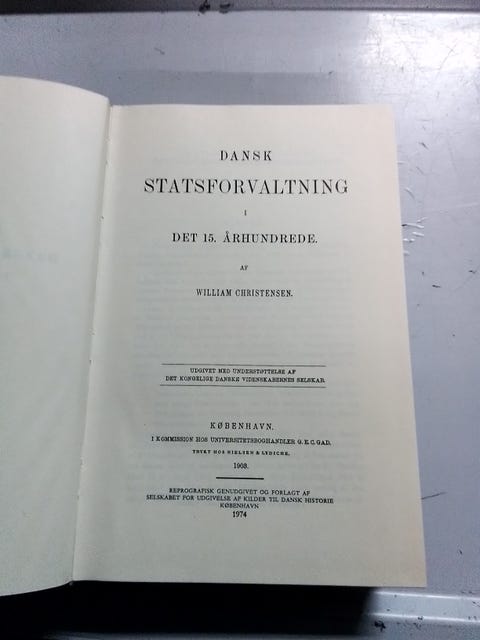 DANSK
STATSFORVALTNING
I
DET 15. ÅRHUNDREDE.
AF
WILLIAM CHRISTENSEN.
UDGIVET MED UNDERSTØTTELSE AF
DET KONGELIGE DANSKE VIDENSKABERNES SELSKAB.
KØBENHAVN.
I KOMMISSION HOS UNIVERSITETSBOGHANDLER G. E. C. GAD.
TRYKT HOS NIELSEN & LYDICHE.
1903.
REPROGRAFISK GENUDGIVET OG FORLAGT AF
SELSKABET FOR UDGIVELSE AF KILDER TIL DANSK HISTORIE
KØBENHAVN
1974